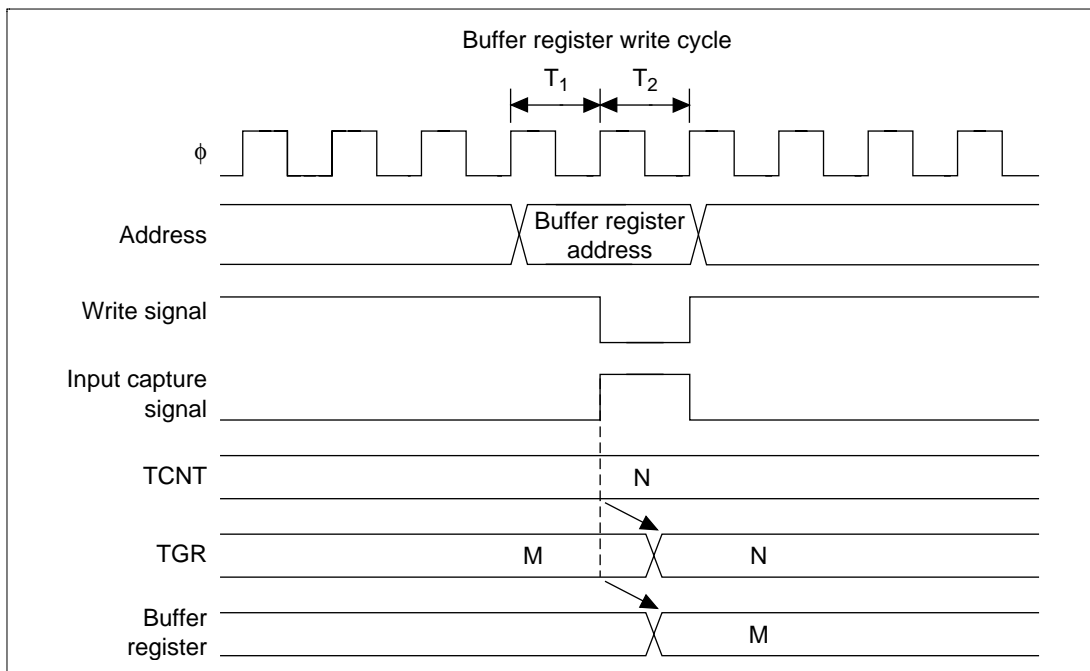 Buffer register write cycle
T1 T2
ϕ
Address
Buffer register
address
Write signal
Input capture
signal
TCNT
N
TGR
M N
Buffer
register
M